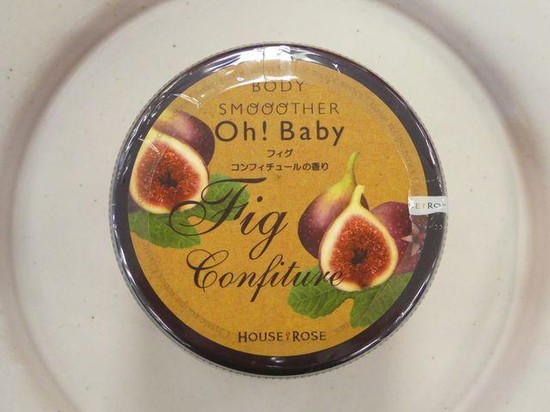 BODY
SMOOOTHER
Oh! Baby
フィグ
コンフィチュールの香り
Fig
Confiture
HOUSE OF ROSE